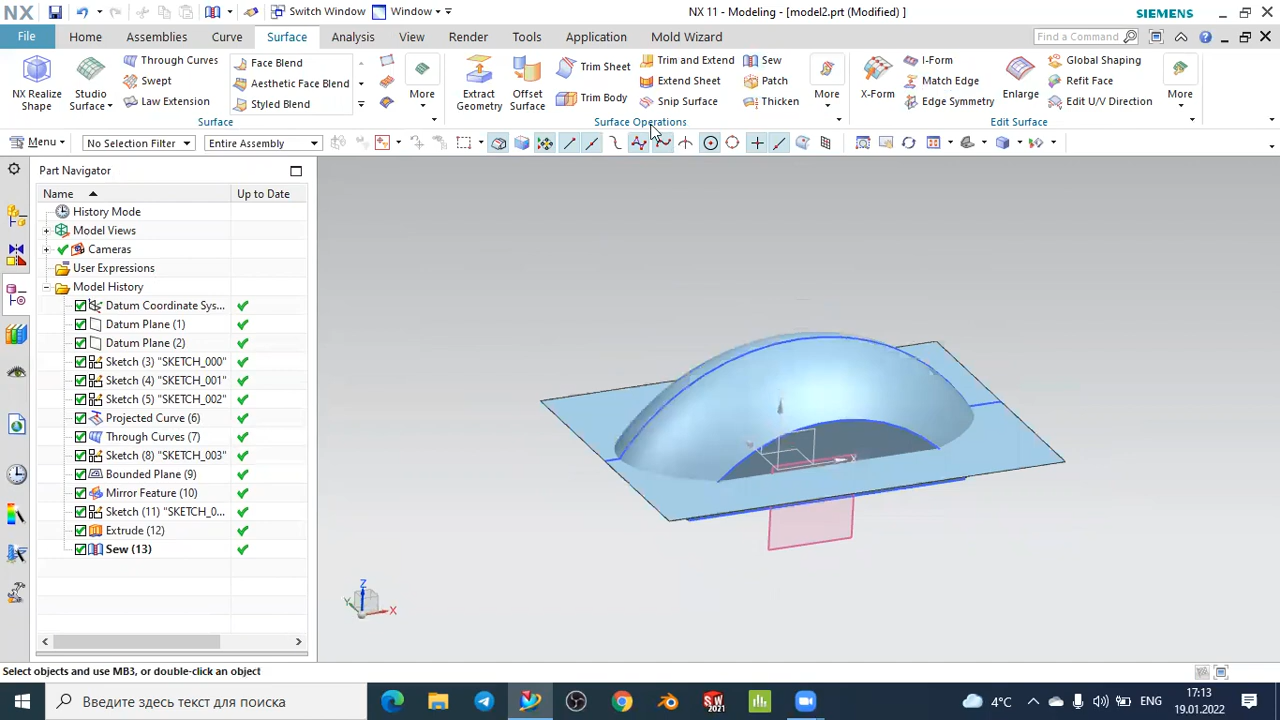 NX
Switch Window
Window
NX 11 - Modeling - [model2.prt (Modified) ]
SIEMENS
File
Home
Assemblies
Curve
Surface
Analysis
View
Render
Tools
Application
Mold Wizard
Find a Command
NX Realize
Shape
Studio
Surface
Through Curves
Swept
Law Extension
Face Blend
Aesthetic Face Blend
Styled Blend
More
Surface
Extract
Geometry
Offset
Surface
Trim Sheet
Trim Body
Trim and Extend
Extend Sheet
Snip Surface
Sew
Patch
Thicken
More
Surface Operations
X-Form
I-Form
Match Edge
Edge Symmetry
Enlarge
Global Shaping
Refit Face
Edit U/V Direction
More
Edit Surface
Menu
No Selection Filter
Entire Assembly
Part Navigator
Name
Up to Date
History Mode
Model Views
Cameras
User Expressions
Model History
Datum Coordinate Sys...
Datum Plane (1)
Datum Plane (2)
Sketch (3) "SKETCH_000"
Sketch (4) "SKETCH_001"
Sketch (5) "SKETCH_002"
Projected Curve (6)
Through Curves (7)
Sketch (8) "SKETCH_003"
Bounded Plane (9)
Mirror Feature (10)
Sketch (11) "SKETCH_0...
Extrude (12)
Sew (13)
X
Z
Y
X
Select objects and use MB3, or double-click an object
Введите здесь текст для поиска
SW
2021
4°C
ENG
17:13
19.01.2022